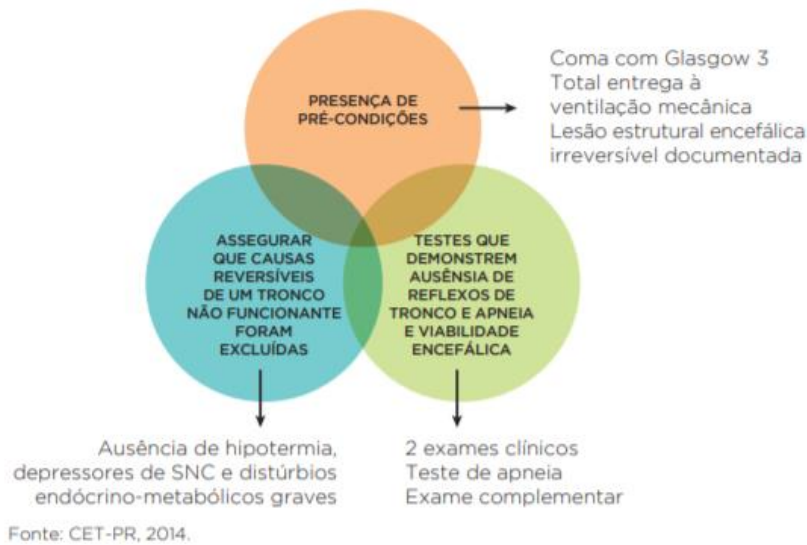 PRESENÇA DE
PRÉ-CONDIÇÕES
Coma com Glasgow 3
Total entrega à
ventilação mecânica
Lesão estrutural encefálica
irreversível documentada
ASSEGURAR
QUE CAUSAS
REVERSÍVEIS
DE UM TRONCO
NÃO FUNCIONANTE
FORAM
EXCLUÍDAS
TESTES QUE
DEMONSTREM
AUSÊNSIA DE
REFLEXOS DE
TRONCO E APNEIA
E VIABILIDADE
ENCEFÁLICA
Ausência de hipotermia,
depressores de SNC e distúrbios
endócrino-metabólicos graves
2 exames clínicos
Teste de apneia
Exame complementar
Fonte: CET-PR, 2014.